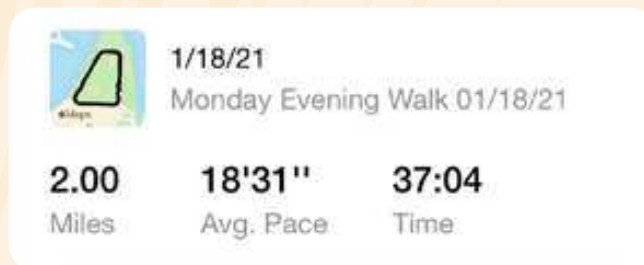 1/18/21
Monday Evening Walk 01/18/21
Maps
2.00 18'31'' 37:04
Miles Avg. Pace Time